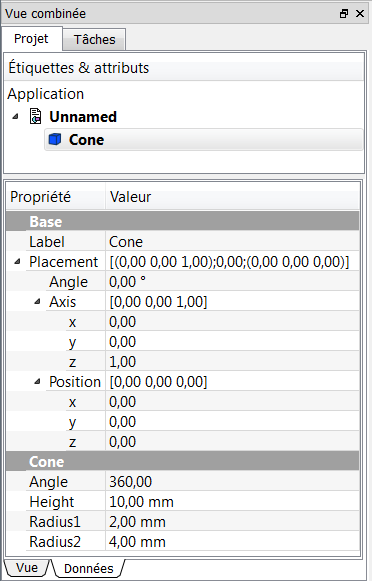 Vue combinée
Projet Tâches
Étiquettes & attributs
Application
Unnamed
Cone
Propriété Valeur
Base
Label Cone
Placement [(0,00 0,00 1,00);0,00;(0,00 0,00 0,00)]
Angle 0,00 °
Axis [0,00 0,00 1,00]
x 0,00
y 0,00
z 1,00
Position [0,00 0,00 0,00]
x 0,00
y 0,00
z 0,00
Cone
Angle 360,00
Height 10,00 mm
Radius1 2,00 mm
Radius2 4,00 mm
Vue Données